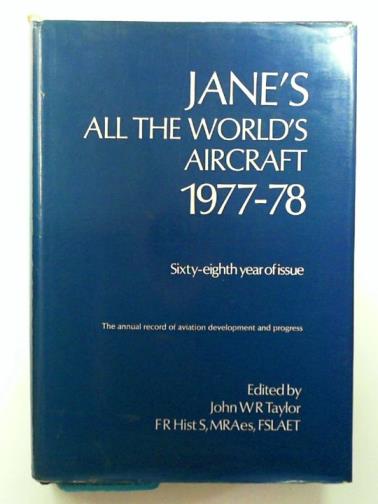 JANE'S
ALL THE WORLD'S
AIRCRAFT
1977-78
Sixty-eighth year of issue
The annual record of aviation development and progress
Edited by
John W R Taylor
F R Hist S, MRAes, FSLAET